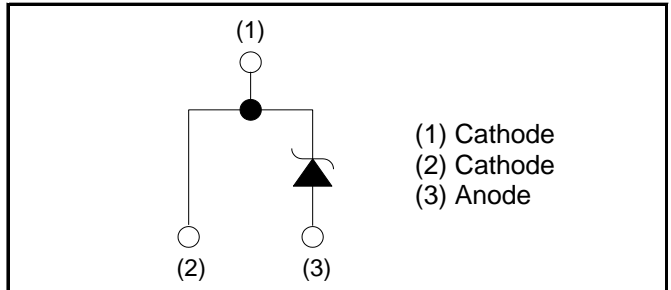 (1)
(1) Cathode
(2) Cathode
(3) Anode
(2) (3)